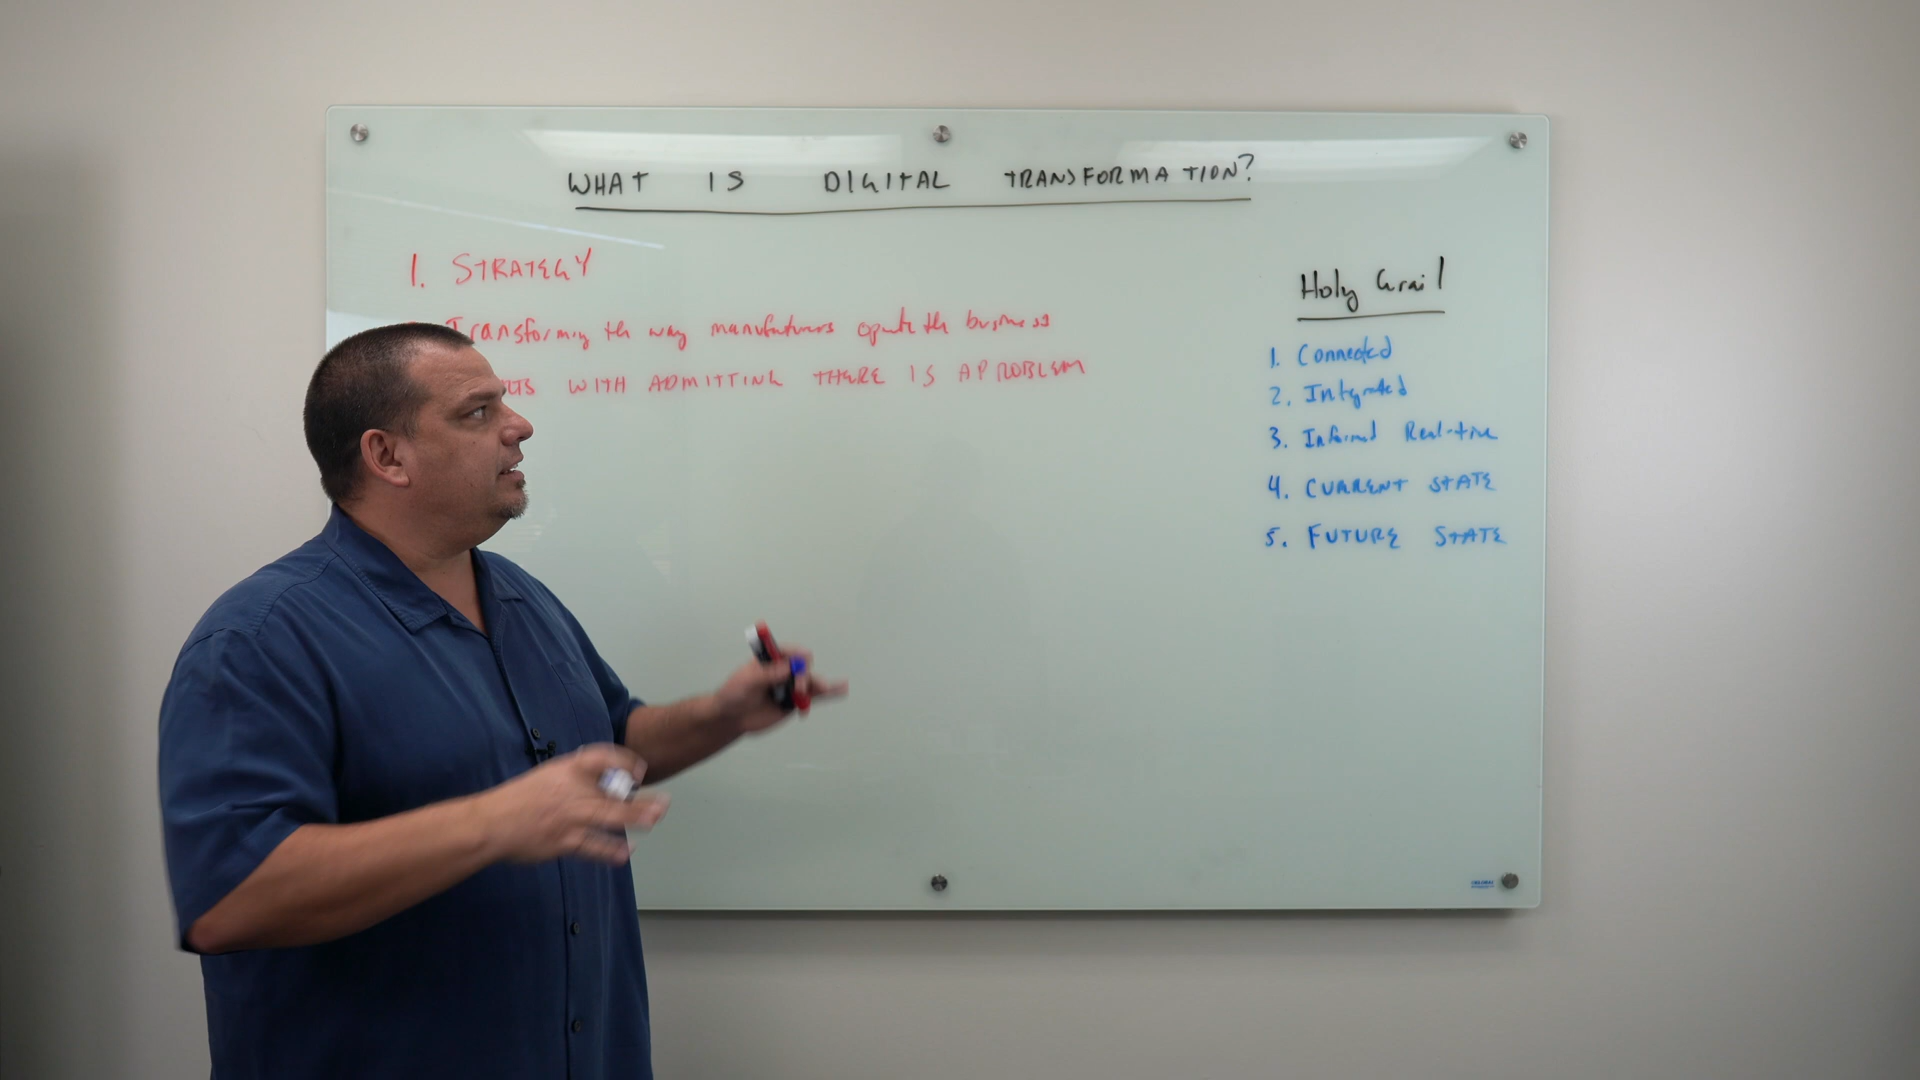 WHAT IS DIGITAL TRANSFORMATION?
1. STRATEGY
Transforming the way manufacturers operate the business
WITH ADMITTING THERE IS A PROBLEM
Holy Grail
1. Connected
2. Integrated
3. Informed Real-time
4. CURRENT STATE
5. FUTURE STATE